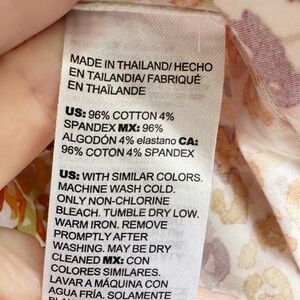 MADE IN THAILAND/ HECHO
EN TAILANDIA/ FABRIQUÉ
EN THAÏLANDE
US: 96% COTTON 4%
SPANDEX MX: 96%
ALGODÓN 4% elastano CA:
96% COTON 4% SPANDEX
US: WITH SIMILAR COLORS.
MACHINE WASH COLD.
ONLY NON-CHLORINE
BLEACH. TUMBLE DRY LOW.
WARM IRON. REMOVE
PROMPTLY AFTER
WASHING. MAY BE DRY
CLEANED MX: CON
COLORES SIMILARES.
LAVAR A MÁQUINA CON
AGUA FRÍA. SOLAMENTE